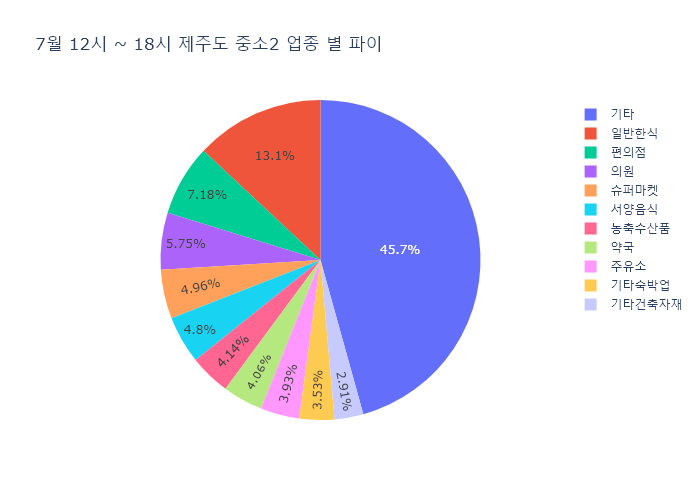 7월 12시 ~ 18시 제주도 중소2 업종 별 파이
45.7%
13.1%
7.18%
5.75%
4.96%
4.8%
4.14%
4.06%
3.93%
3.53%
2.91%
기타
일반한식
편의점
의원
슈퍼마켓
서양음식
농축수산품
약국
주유소
기타숙박업
기타건축자재